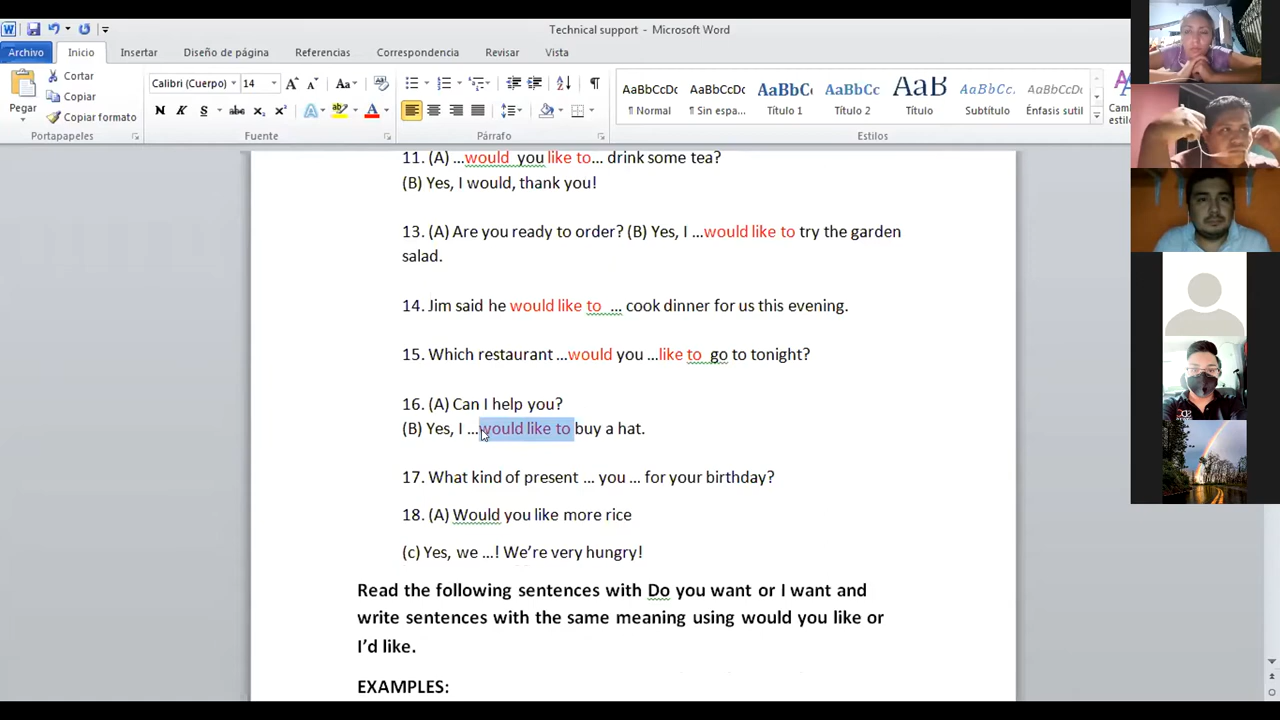 Technical support - Microsoft Word
Archivo Inicio Insertar Diseño de página Referencias Correspondencia Revisar Vista
Pegar
Cortar
Copiar
Copiar formato
Portapapeles
Calibri (Cuerpo) 14
N K S abc x₂ x²
Fuente
Párrafo
AaBbCcDc AaBbCcDc AaBbCc AaBbCc AaB AaBbCc. AaBbCcDc
¶ Normal ¶ Sin espa... Título 1 Título 2 Título Subtítulo Énfasis sutil
Estilos
11. (A) ...would you like to... drink some tea?
(B) Yes, I would, thank you!
13. (A) Are you ready to order? (B) Yes, I ...would like to try the garden
salad.
14. Jim said he would like to ... cook dinner for us this evening.
15. Which restaurant ...would you ...like to go to tonight?
16. (A) Can I help you?
(B) Yes, I ...would like to buy a hat.
17. What kind of present ... you ... for your birthday?
18. (A) Would you like more rice
(c) Yes, we ...! We’re very hungry!
Read the following sentences with Do you want or I want and
write sentences with the same meaning using would you like or
I’d like.
EXAMPLES: